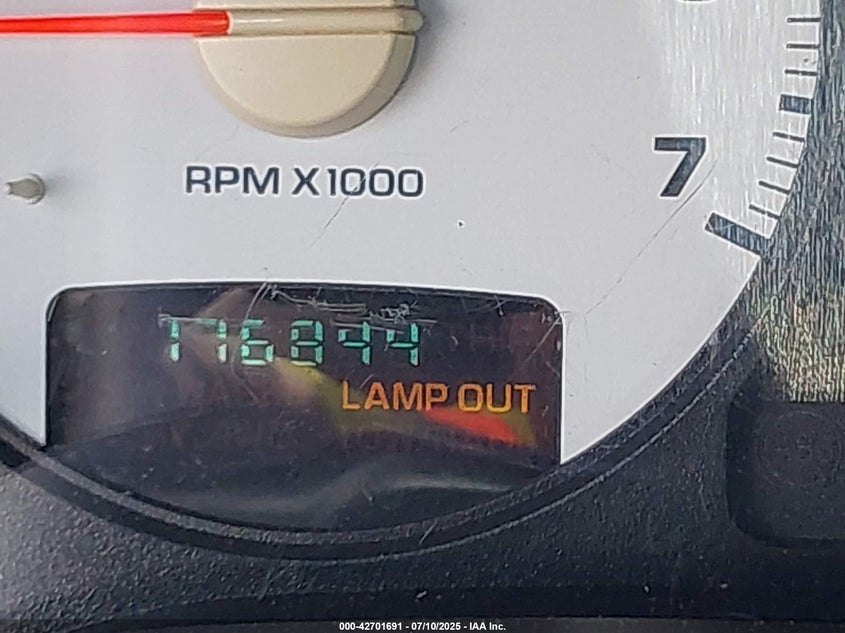 7
RPM X1000
176844
LAMP OUT
000-42701691 - 07/10/2025 - IAA Inc.